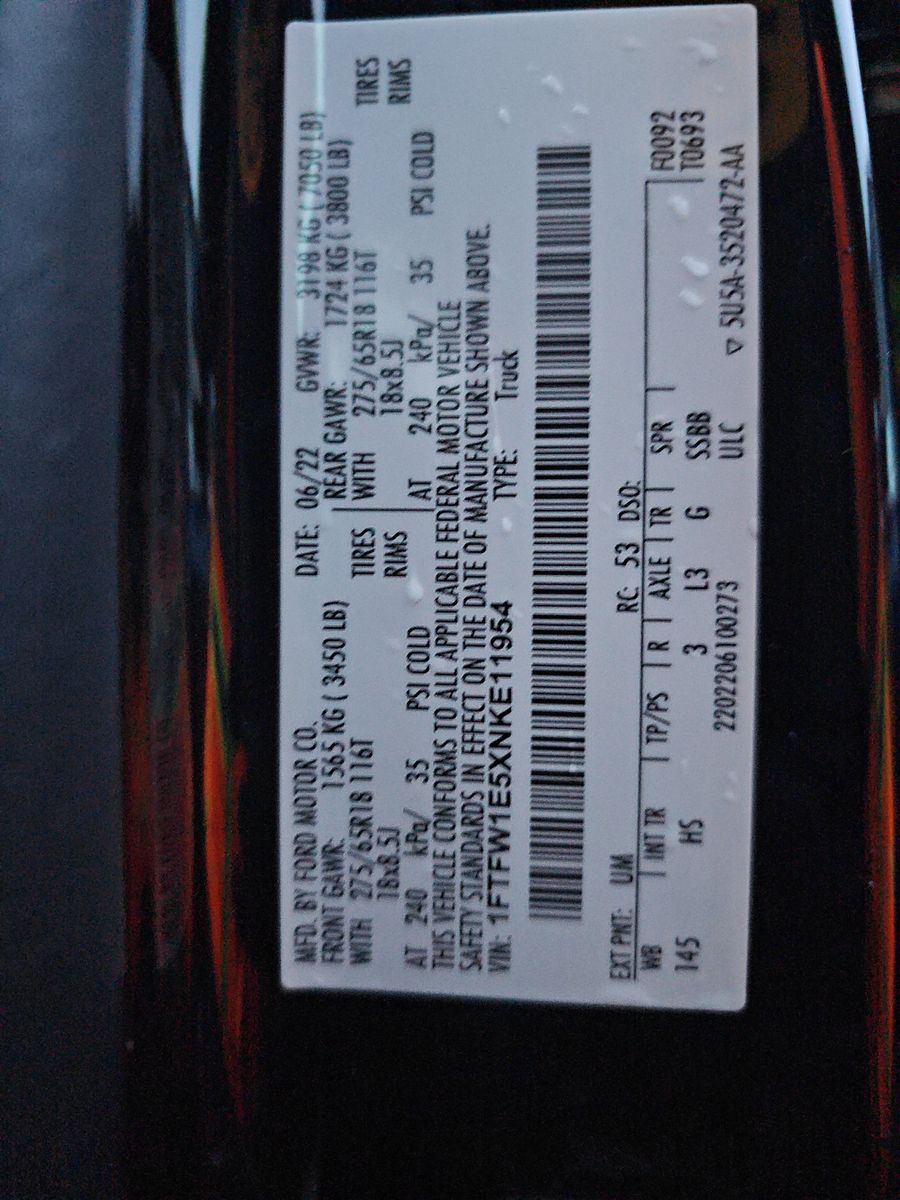 MFD. BY FORD MOTOR CO. DATE: 06/22 GVWR: 3198 KG ( 7050 LB)
FRONT GAWR: 1565 KG ( 3450 LB) REAR GAWR: 1724 KG ( 3800 LB)
WITH 275/65R18 116T TIRES WITH 275/65R18 116T TIRES
18x8.5J RIMS 18x8.5J RIMS
AT 240 kPa/ 35 PSI COLD AT 240 kPa/ 35 PSI COLD
THIS VEHICLE CONFORMS TO ALL APPLICABLE FEDERAL MOTOR VEHICLE
SAFETY STANDARDS IN EFFECT ON THE DATE OF MANUFACTURE SHOWN ABOVE.
VIN: 1FTFW1E5XNKE11954 TYPE: Truck
EXT PNT: UM RC: 53 DSO: F0092
WB INT TR TP/PS R AXLE TR SPR T0693
145 HS 3 L3 G SSBB
2202206100273 ULC ▽ 5U5A-3520472-AA